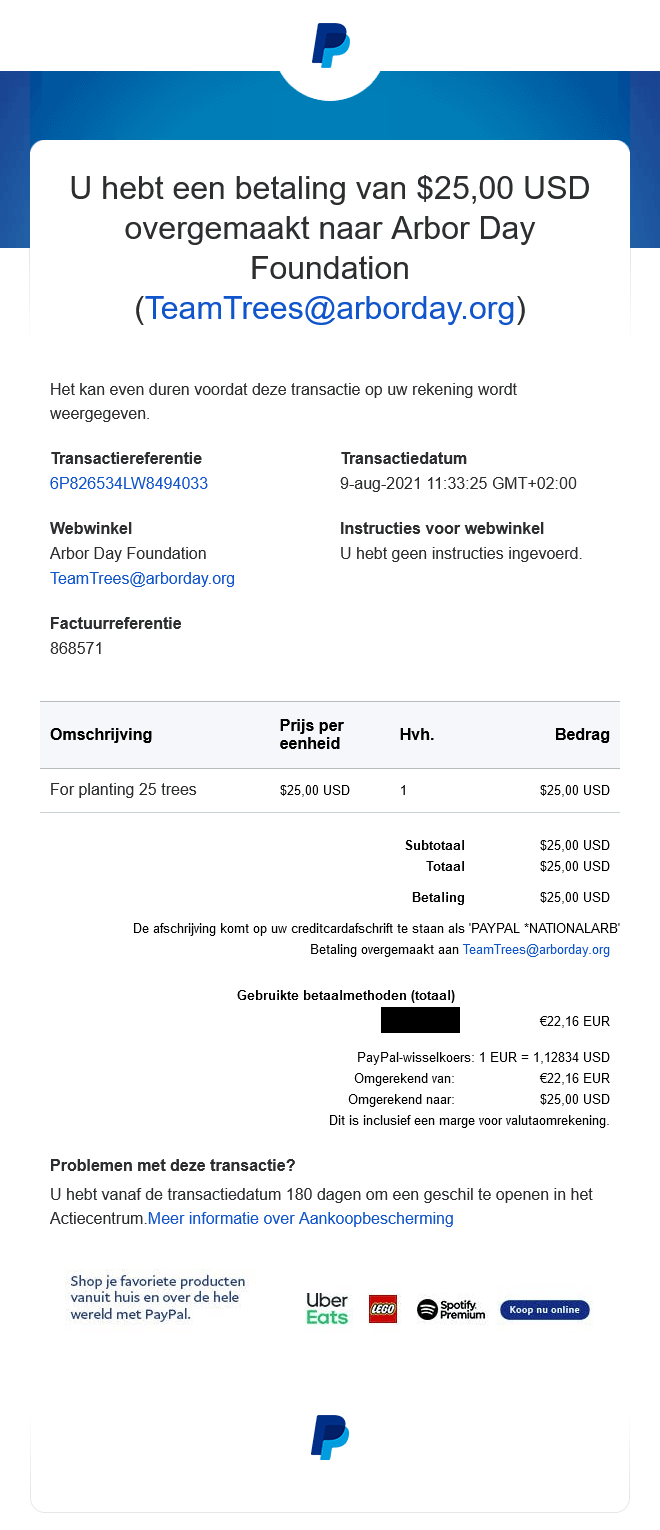 U hebt een betaling van $25,00 USD
overgemaakt naar Arbor Day
Foundation
(TeamTrees@arborday.org)
Het kan even duren voordat deze transactie op uw rekening wordt
weergegeven.
Transactiereferentie
6P826534LW8494033
Transactiedatum
9-aug-2021 11:33:25 GMT+02:00
Webwinkel
Arbor Day Foundation
TeamTrees@arborday.org
Instructies voor webwinkel
U hebt geen instructies ingevoerd.
Factuurreferentie
868571
Omschrijving Prijs per eenheid Hvh. Bedrag
For planting 25 trees $25,00 USD 1 $25,00 USD
Subtotaal $25,00 USD
Totaal $25,00 USD
Betaling $25,00 USD
De afschrijving komt op uw creditcardafschrift te staan als 'PAYPAL *NATIONALARB'
Betaling overgemaakt aan TeamTrees@arborday.org
Gebruikte betaalmethoden (totaal)
€22,16 EUR
PayPal-wisselkoers: 1 EUR = 1,12834 USD
Omgerekend van: €22,16 EUR
Omgerekend naar: $25,00 USD
Dit is inclusief een marge voor valutaomrekening.
Problemen met deze transactie?
U hebt vanaf de transactiedatum 180 dagen om een geschil te openen in het
Actiecentrum.Meer informatie over Aankoopbescherming
Shop je favoriete producten
vanuit huis en over de hele
wereld met PayPal.
Uber
Eats
LEGO
Spotify
Premium
Koop nu online